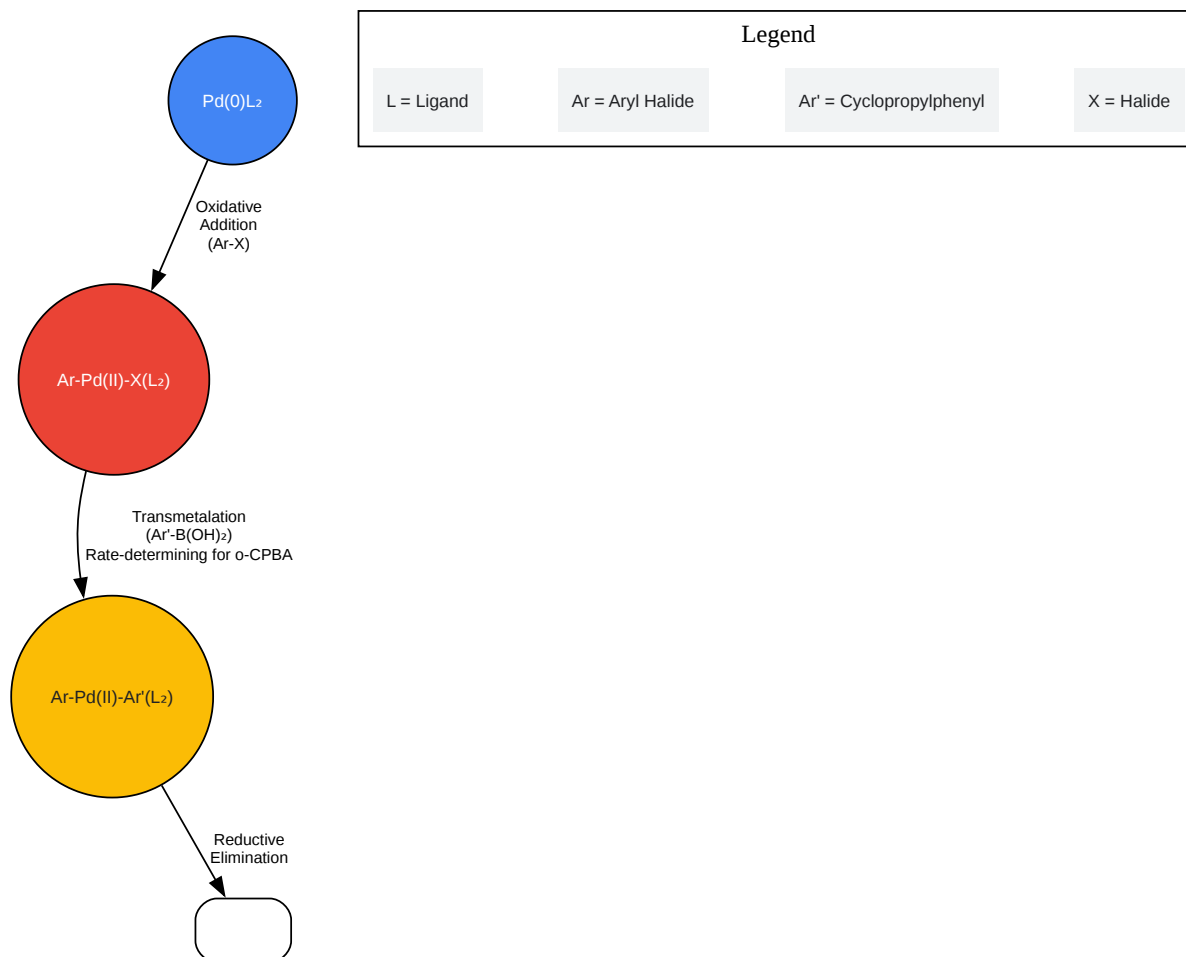 Legend
L = Ligand
Ar = Aryl Halide
Ar' = Cyclopropylphenyl
X = Halide
Pd(0)L₂
Oxidative
Addition
(Ar-X)
Ar-Pd(II)-X(L₂)
Transmetalation
(Ar'-B(OH)₂)
Rate-determining for o-CPBA
Ar-Pd(II)-Ar'(L₂)
Reductive
Elimination